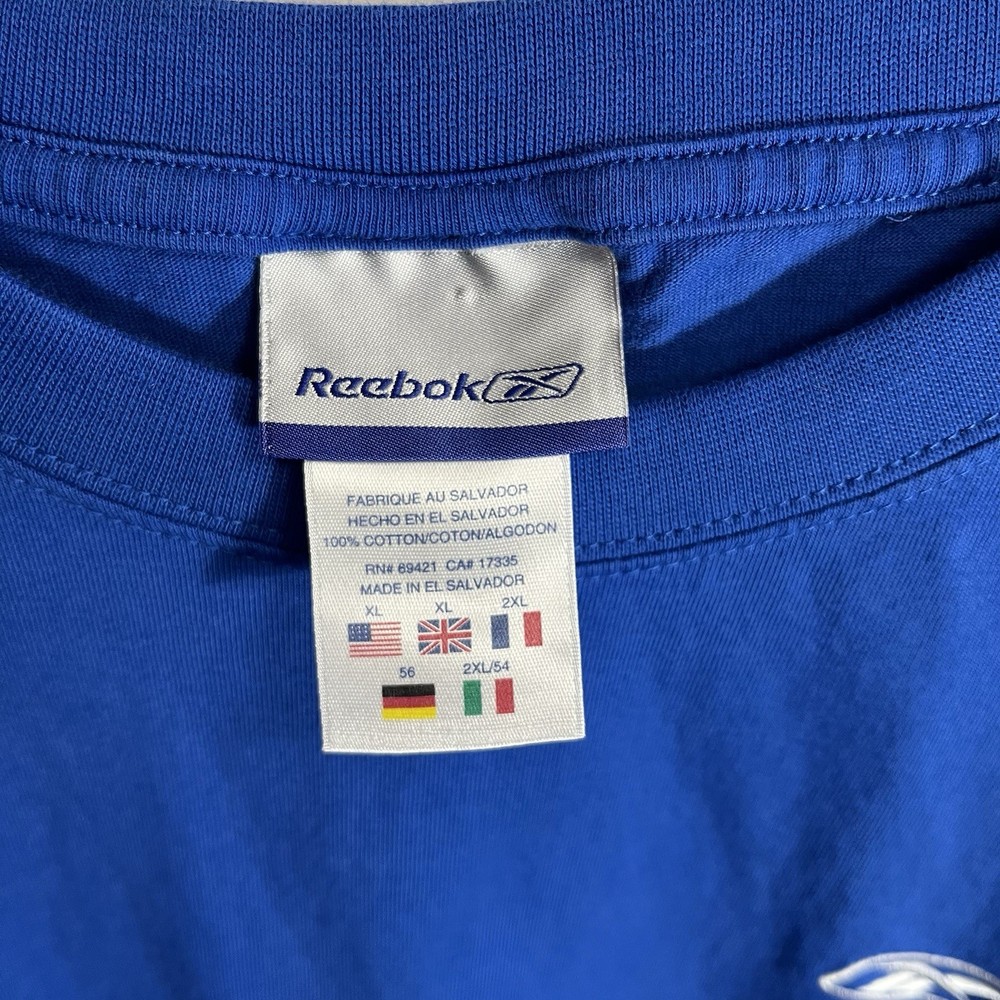 Reebok
FABRIQUE AU SALVADOR
HECHO EN EL SALVADOR
100% COTTON/COTON/ALGODON
RN# 69421 CA# 17335
MADE IN EL SALVADOR
XL XL 2XL
56 2XL/54